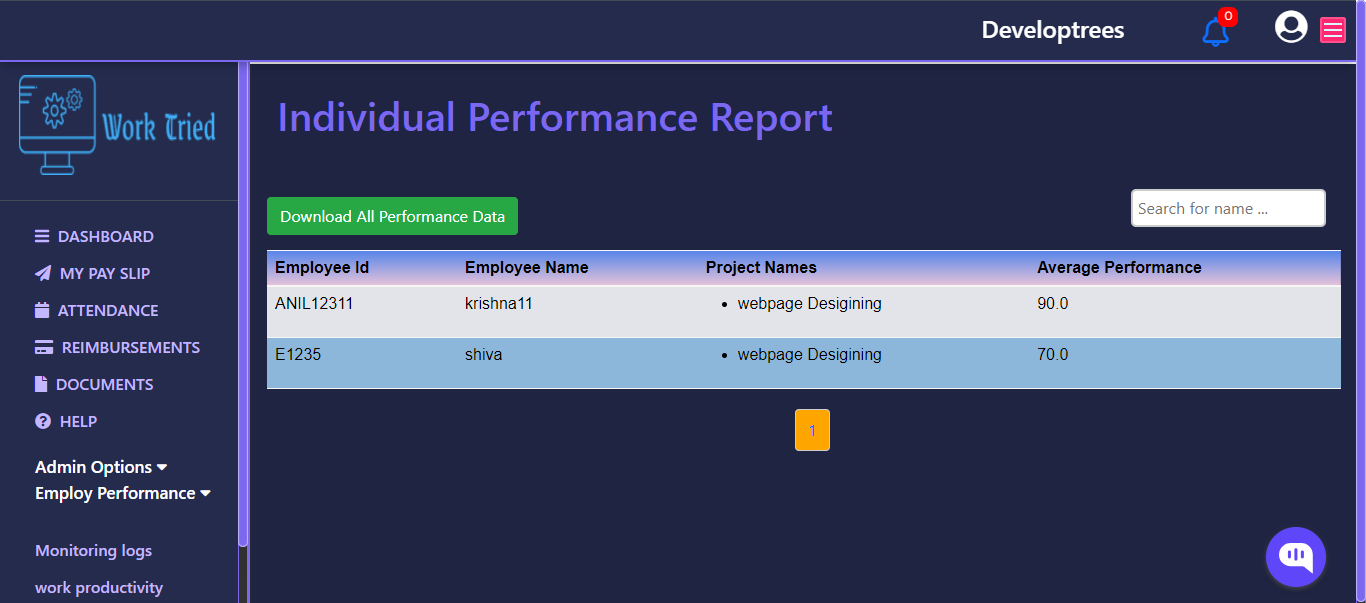 Developtrees
0
Work Tried
Individual Performance Report
Download All Performance Data
Search for name ...
Employee Id Employee Name Project Names Average Performance
ANIL12311 krishna11 • webpage Desigining 90.0
E1235 shiva • webpage Desigining 70.0
1
DASHBOARD
MY PAY SLIP
ATTENDANCE
REIMBURSEMENTS
DOCUMENTS
HELP
Admin Options
Employ Performance
Monitoring logs
work productivity